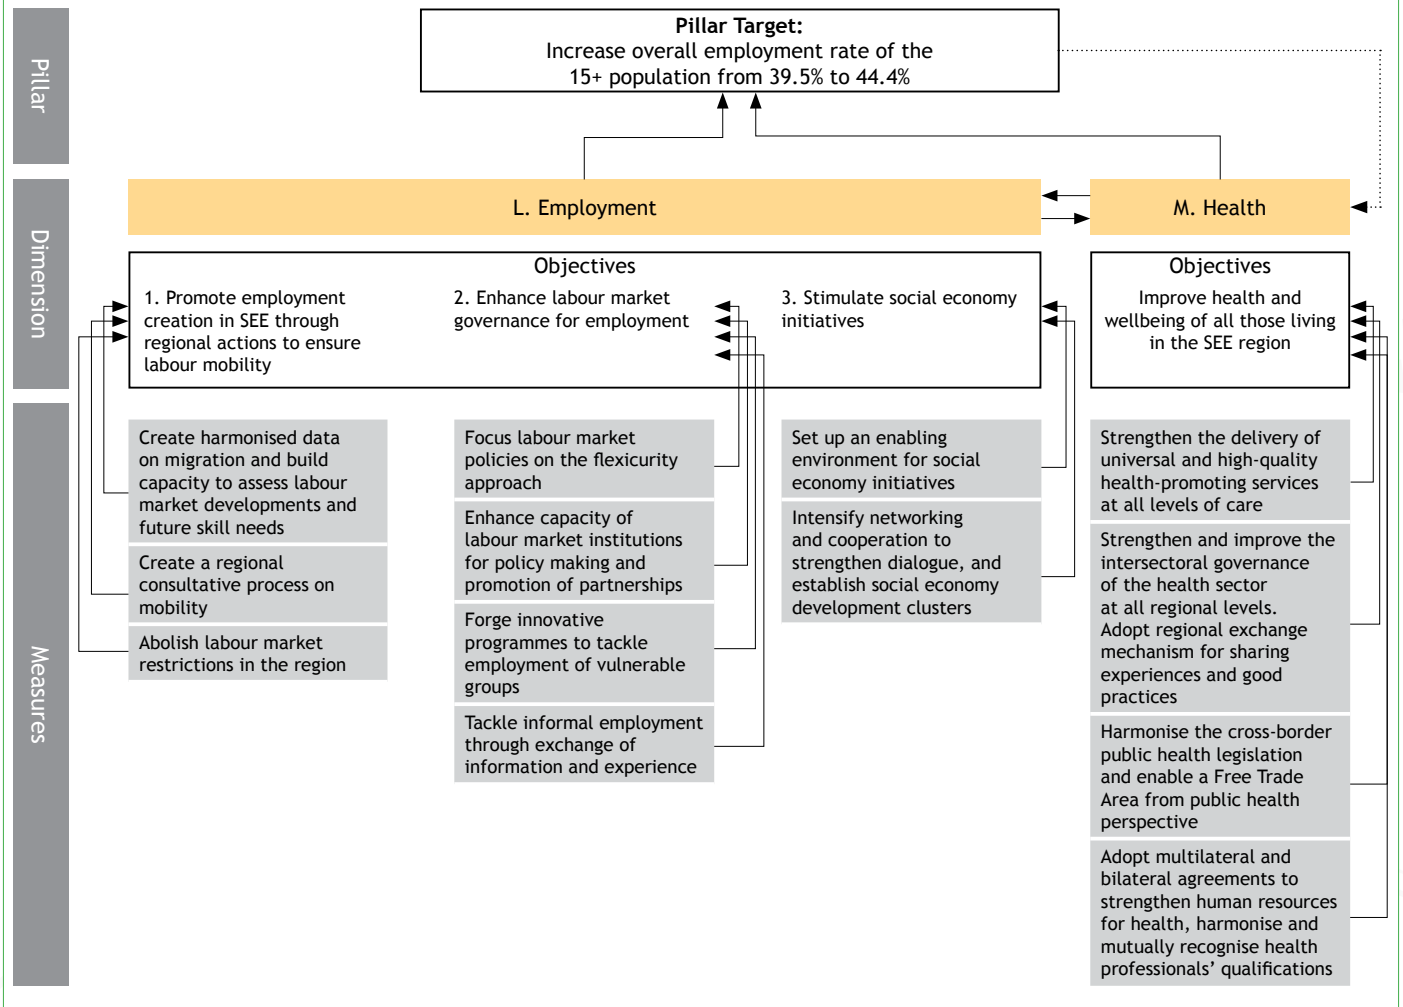 Pillar
Pillar Target:
Increase overall employment rate of the
15+ population from 39.5% to 44.4%
Dimension
L. Employment
M. Health
Objectives
1. Promote employment
creation in SEE through
regional actions to ensure
labour mobility
2. Enhance labour market
governance for employment
3. Stimulate social economy
initiatives
Objectives
Improve health and
wellbeing of all those living
in the SEE region
Measures
Create harmonised data
on migration and build
capacity to assess labour
market developments and
future skill needs
Create a regional
consultative process on
mobility
Abolish labour market
restrictions in the region
Focus labour market
policies on the flexicurity
approach
Enhance capacity of
labour market institutions
for policy making and
promotion of partnerships
Forge innovative
programmes to tackle
employment of vulnerable
groups
Tackle informal employment
through exchange of
information and experience
Set up an enabling
environment for social
economy initiatives
Intensify networking
and cooperation to
strengthen dialogue, and
establish social economy
development clusters
Strengthen the delivery of
universal and high-quality
health-promoting services
at all levels of care
Strengthen and improve the
intersectoral governance
of the health sector
at all regional levels.
Adopt regional exchange
mechanism for sharing
experiences and good
practices
Harmonise the cross-border
public health legislation
and enable a Free Trade
Area from public health
perspective
Adopt multilateral and
bilateral agreements to
strengthen human resources
for health, harmonise and
mutually recognise health
professionals’ qualifications